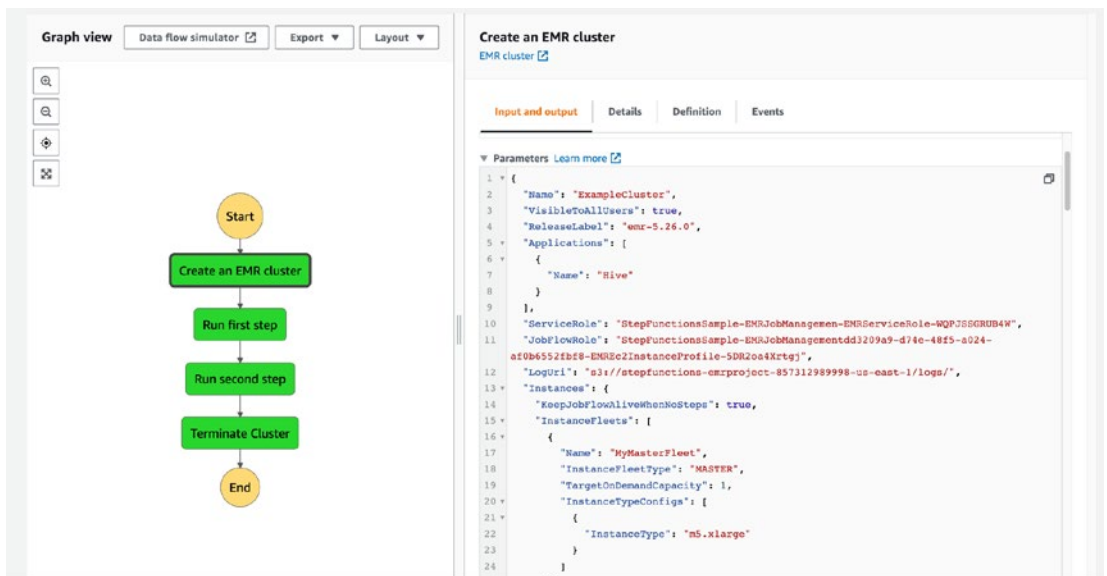 Graph view
Data flow simulator
Export
Layout
Start
Create an EMR cluster
Run first step
Run second step
Terminate Cluster
End
Create an EMR cluster
EMR cluster
Input and output
Details
Definition
Events
Parameters Learn more
1 {
2 "Name": "ExampleCluster",
3 "VisibleToAllUsers": true,
4 "ReleaseLabel": "emr-5.26.0",
5 "Applications": [
6 {
7 "Name": "Hive"
8 }
9 ],
10 "ServiceRole": "StepFunctionsSample-EMRJobManagemen-EMRServiceRole-WQPJSSGRUB4W",
11 "JobFlowRole": "StepFunctionsSample-EMRJobManagementdd3209a9-d74e-48f5-a024-
af0b6552fbf8-EMREc2InstanceProfile-5DR2oa4Xrtgj",
12 "LogUri": "s3://stepfunctions-emrproject-857312989998-us-east-1/logs/",
13 "Instances": {
14 "KeepJobFlowAliveWhenNoSteps": true,
15 "InstanceFleets": [
16 {
17 "Name": "MyMasterFleet",
18 "InstanceFleetType": "MASTER",
19 "TargetOnDemandCapacity": 1,
20 "InstanceTypeConfigs": [
21 {
22 "InstanceType": "m5.xlarge"
23 }
24 ]